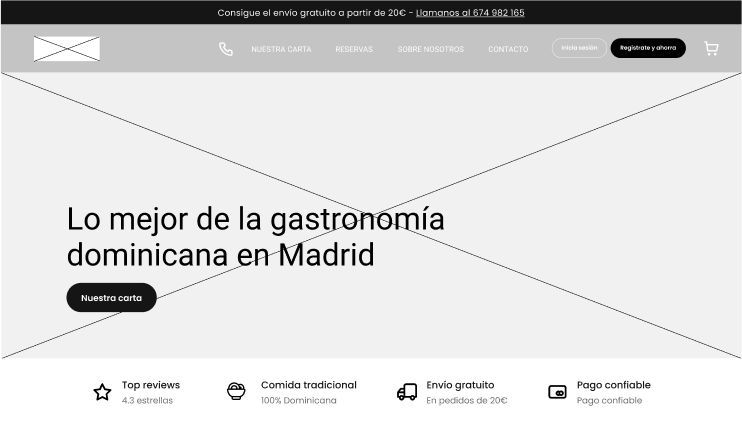 Consigue el envío gratuito a partir de 20€ - Llamanos al 674 982 165
NUESTRA CARTA
RESERVAS
SOBRE NOSOTROS
CONTACTO
Inicia sesión
Registrate y ahorra
Lo mejor de la gastronomía
dominicana en Madrid
Nuestra carta
Top reviews
4.3 estrellas
Comida tradicional
100% Dominicana
Envío gratuito
En pedidos de 20€
Pago confiable
Pago confiable